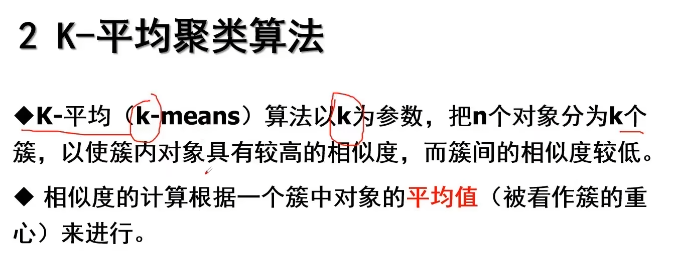 2 K-平均聚类算法
◆K-平均（k-means）算法以k为参数，把n个对象分为k个
簇，以使簇内对象具有较高的相似度，而簇间的相似度较低。
◆ 相似度的计算根据一个簇中对象的平均值（被看作簇的重
心）来进行。